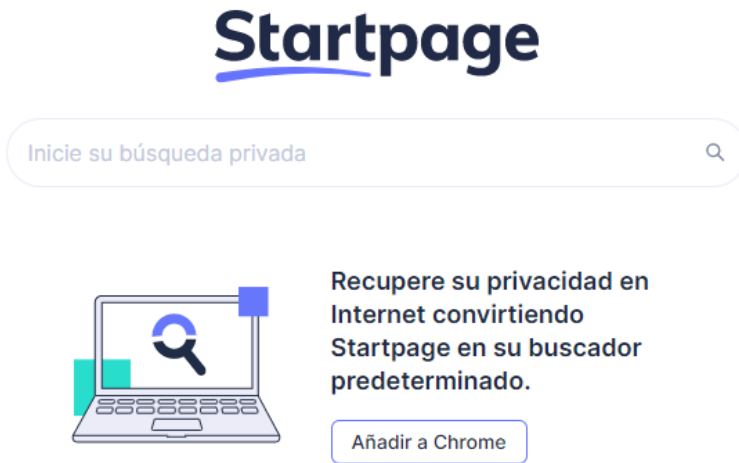 Startpage
Inicie su búsqueda privada
Recupere su privacidad en
Internet convirtiendo
Startpage en su buscador
predeterminado.
Añadir a Chrome